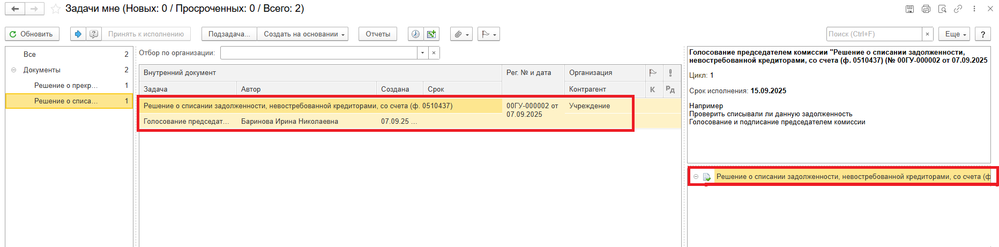 Задачи мне (Новых: 0 / Просроченных: 0 / Всего: 2)
Обновить
Принять к исполнению
Подзадача...
Создать на основании
Отчеты
Поиск (Ctrl+F)
×
Еще
?
Все 2
Документы 2
Решение о прекр... 1
Решение о списа... 1
Отбор по организации:
Внутренний документ Рег. № и дата Организация
Задача Автор Создана Срок Контрагент К Рд
Решение о списании задолженности, невостребованной кредиторами, со счета (ф. 0510437) 00ГУ-000002 от Учреждение
07.09.2025
Голосование председат... Баринова Ирина Николаевна 07.09.25 ...
Голосование председателем комиссии "Решение о списании задолженности,
невостребованной кредиторами, со счета (ф. 0510437) (№ 00ГУ-000002 от 07.09.2025
Цикл: 1
Срок исполнения: 15.09.2025
Например
Проверить списывали ли данную задолженность
Голосование и подписание председателем комиссии
Решение о списании задолженности, невостребованной кредиторами, со счета (ф